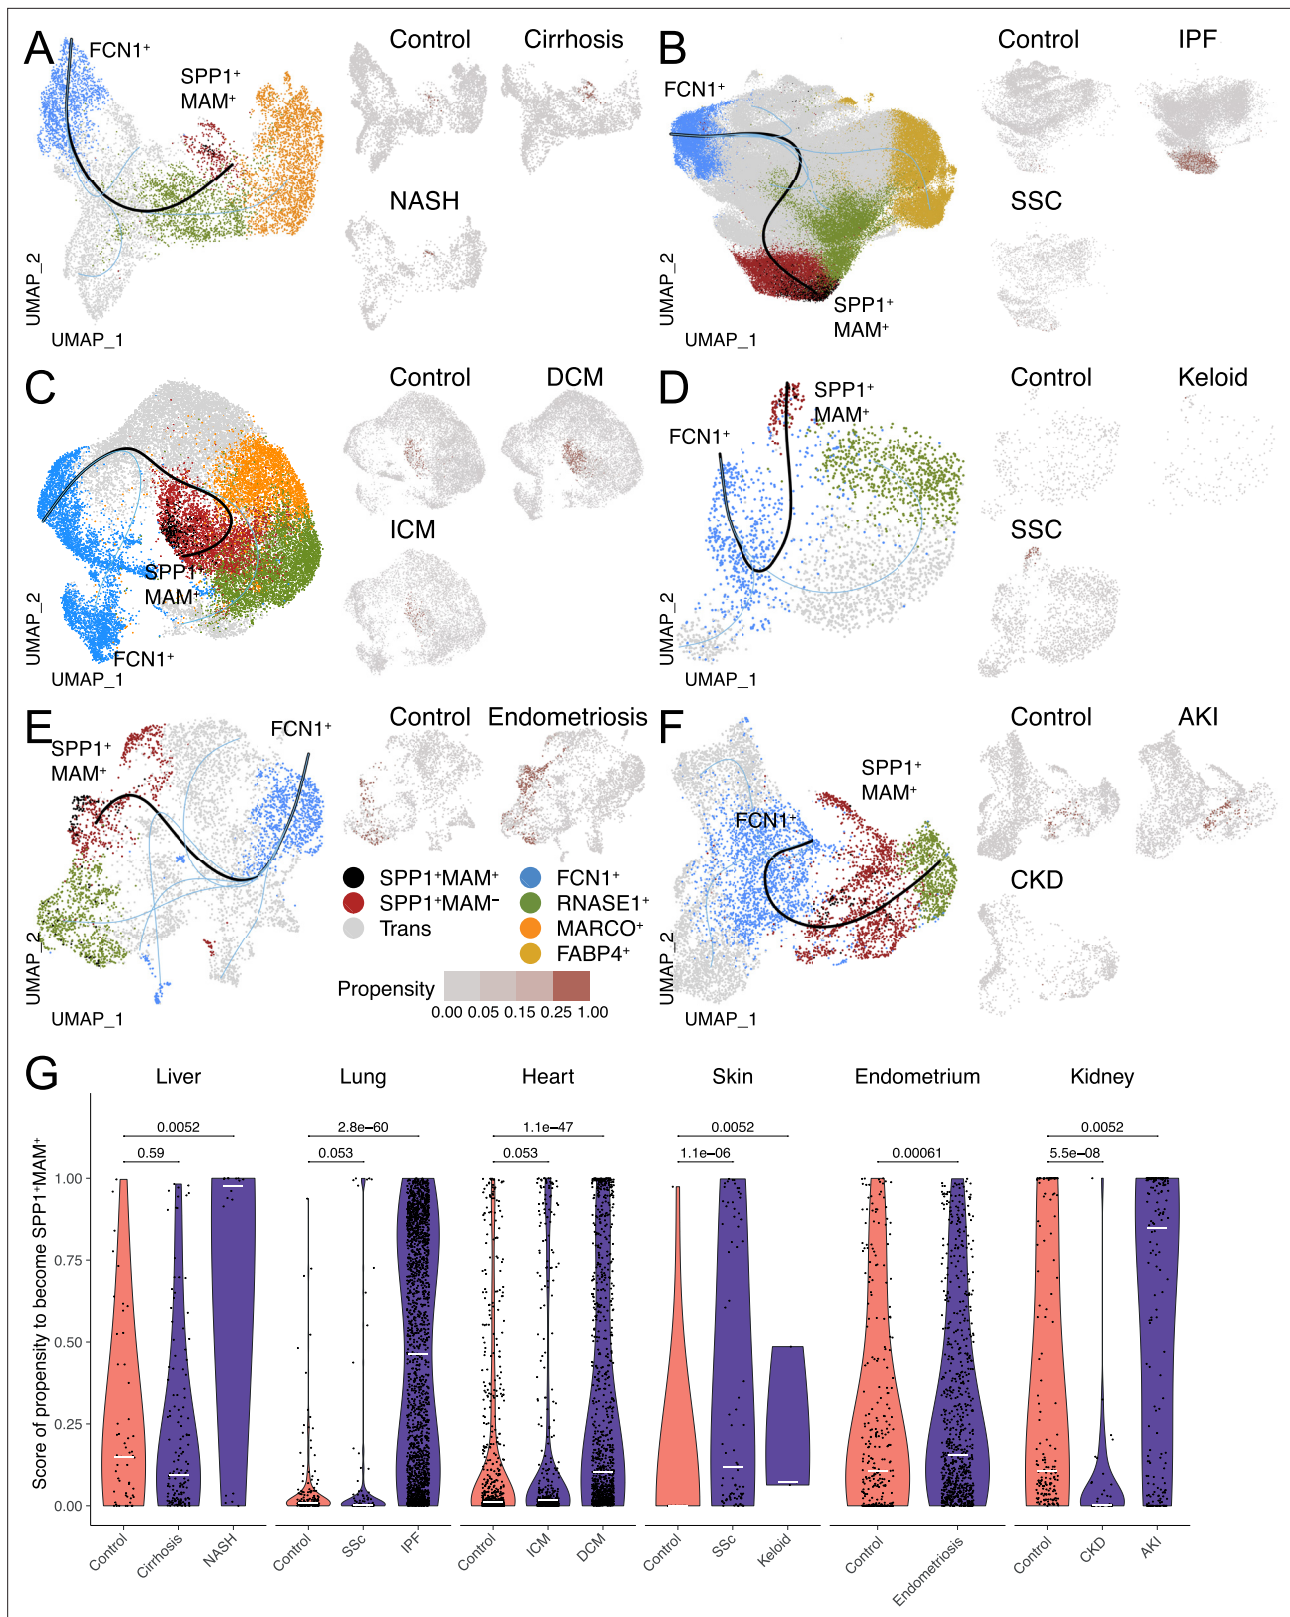 A
FCN1⁺
SPP1⁺
MAM⁺
Control
Cirrhosis
NASH
UMAP_2
UMAP_1
B
FCN1⁺
SPP1⁺
MAM⁺
Control
IPF
SSC
UMAP_2
UMAP_1
C
SPP1⁺
MAM⁺
FCN1⁺
Control
DCM
ICM
UMAP_2
UMAP_1
D
FCN1⁺
SPP1⁺
MAM⁺
Control
Keloid
SSC
UMAP_2
UMAP_1
E
SPP1⁺
MAM⁺
FCN1⁺
Control
Endometriosis
UMAP_2
UMAP_1
SPP1⁺MAM⁺
SPP1⁺MAM⁻
Trans
FCN1⁺
RNASE1⁺
MARCO⁺
FABP4⁺
Propensity
0.00 0.05 0.15 0.25 1.00
F
FCN1⁺
SPP1⁺
MAM⁺
Control
AKI
CKD
UMAP_2
UMAP_1
G
Liver
Lung
Heart
Skin
Endometrium
Kidney
Score of propensity to become SPP1⁺MAM⁺
1.00
0.75
0.50
0.25
0.00
0.0052
0.59
2.8e−60
0.053
1.1e−47
0.053
0.0052
1.1e−06
0.00061
0.0052
5.5e−08
Control
Cirrhosis
NASH
Control
SSc
IPF
Control
ICM
DCM
Control
SSc
Keloid
Control
Endometriosis
Control
CKD
AKI